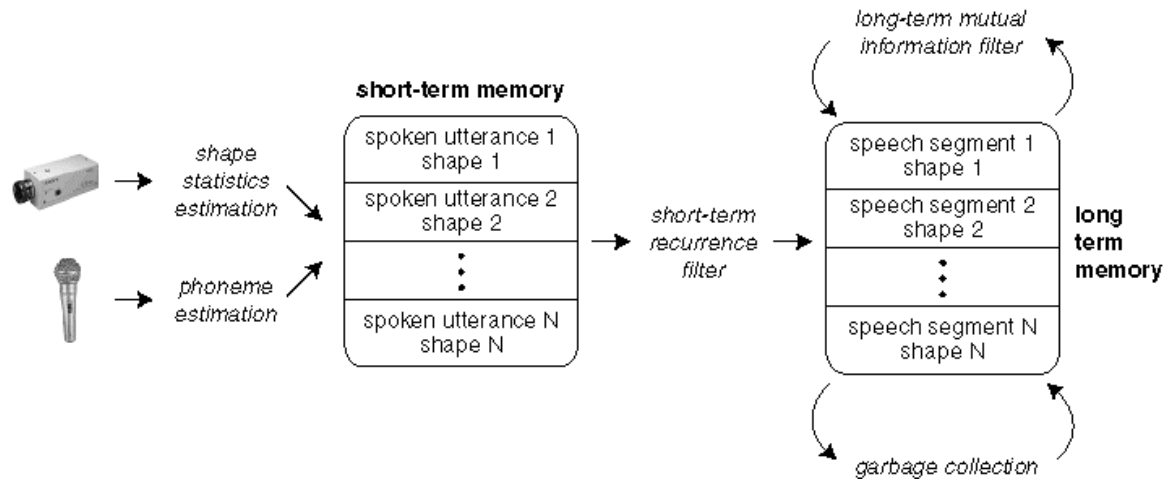 long-term mutual
information filter
short-term memory
spoken utterance 1
shape 1
spoken utterance 2
shape 2
spoken utterance N
shape N
shape
statistics
estimation
phoneme
estimation
short-term
recurrence
filter
speech segment 1
shape 1
speech segment 2
shape 2
speech segment N
shape N
long
term
memory
garbage collection